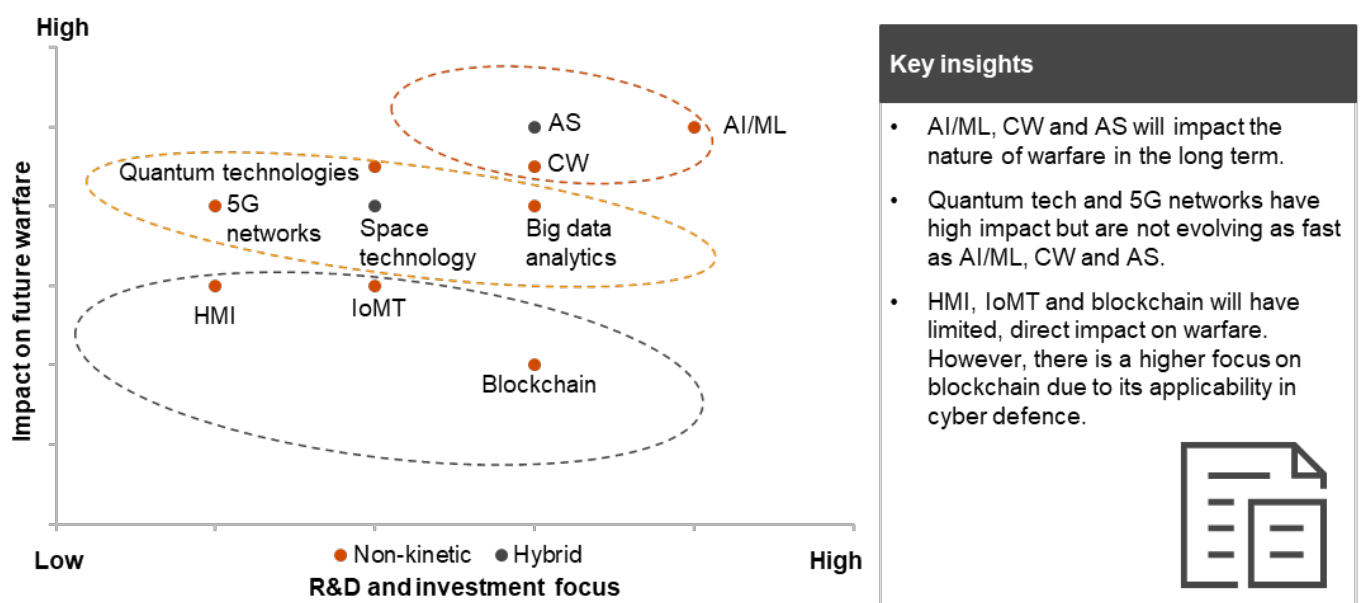 High
Impact on future warfare
AS
AI/ML
CW
Quantum technologies
5G
networks
Space
technology
Big data
analytics
HMI
IoMT
Blockchain
Low
High
Non-kinetic
Hybrid
R&D and investment focus
Key insights
• AI/ML, CW and AS will impact the
nature of warfare in the long term.
• Quantum tech and 5G networks have
high impact but are not evolving as fast
as AI/ML, CW and AS.
• HMI, IoMT and blockchain will have
limited, direct impact on warfare.
However, there is a higher focus on
blockchain due to its applicability in
cyber defence.